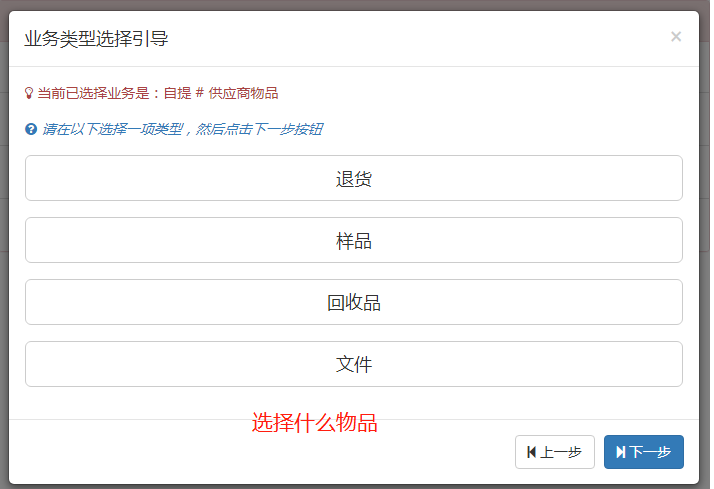 业务类型选择引导
×
当前已选择业务是：自提 # 供应商物品
请在以下选择一项类型，然后点击下一步按钮
退货
样品
回收品
文件
选择什么物品
上一步
下一步